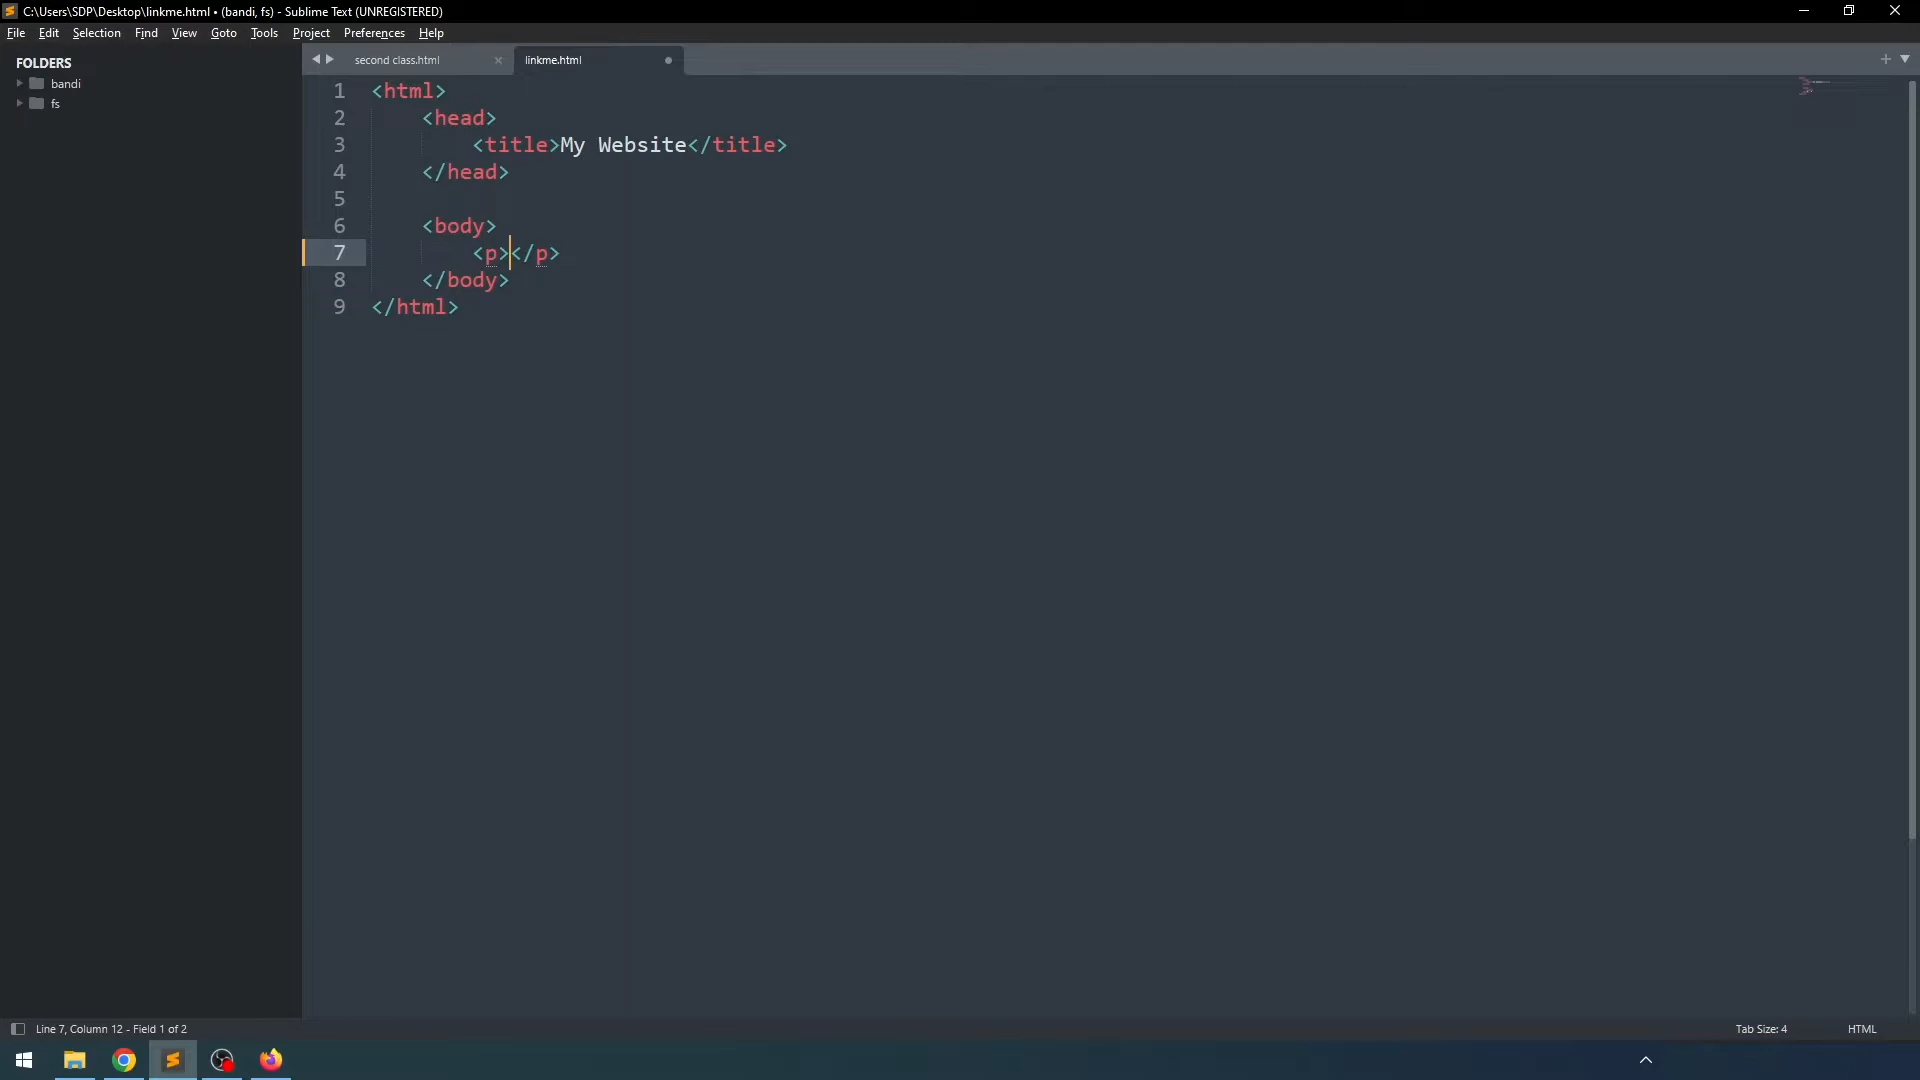 C:\Users\SDP\Desktop\linkme.html • (bandi, fs) - Sublime Text (UNREGISTERED)
File Edit Selection Find View Goto Tools Project Preferences Help
FOLDERS
bandi
fs
second class.html
linkme.html
1 <html>
2 <head>
3 <title>My Website</title>
4 </head>
5
6 <body>
7 <p></p>
8 </body>
9 </html>
Line 7, Column 12 - Field 1 of 2
Tab Size: 4
HTML